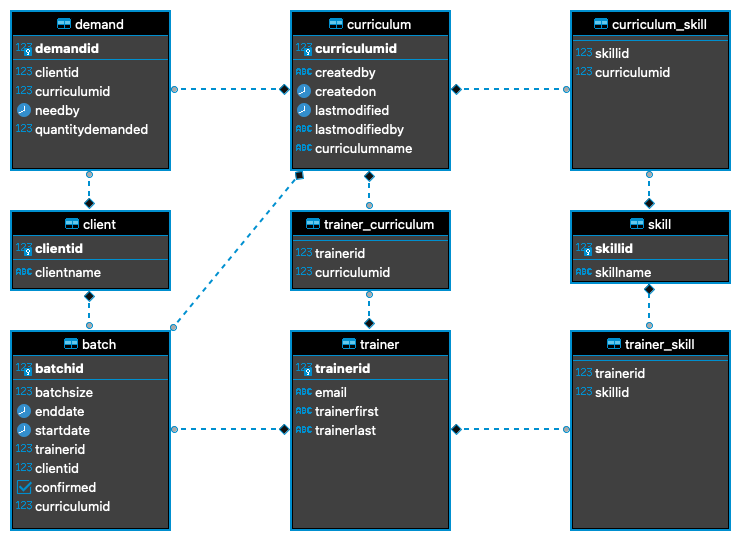 demand
123 demandid
123 clientid
123 curriculumid
needby
123 quantitydemanded
curriculum
123 curriculumid
ABC createdby
createdon
lastmodified
ABC lastmodifiedby
ABC curriculumname
curriculum_skill
123 skillid
123 curriculumid
client
123 clientid
ABC clientname
trainer_curriculum
123 trainerid
123 curriculumid
skill
123 skillid
ABC skillname
batch
123 batchid
123 batchsize
enddate
startdate
123 trainerid
123 clientid
confirmed
123 curriculumid
trainer
123 trainerid
ABC email
ABC trainerfirst
ABC trainerlast
trainer_skill
123 trainerid
123 skillid